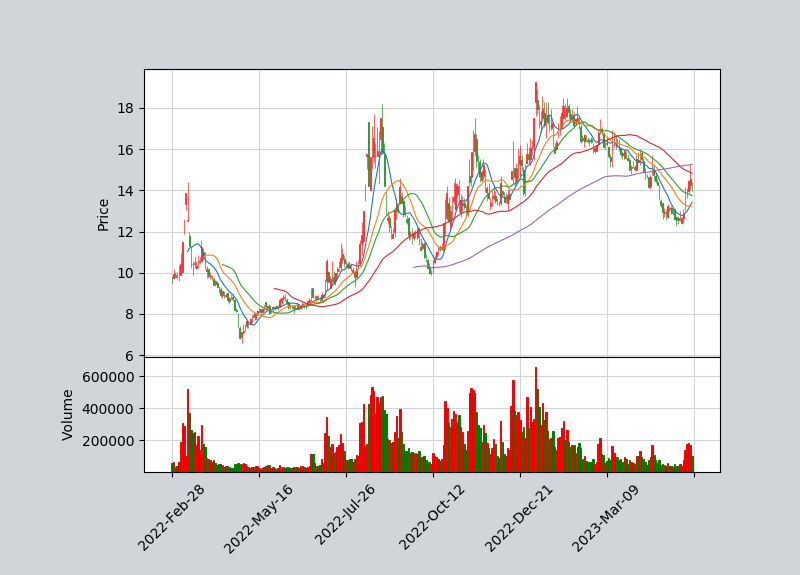 Price
18
16
14
12
10
8
6
Volume
600000
400000
200000
2022-Feb-28
2022-May-16
2022-Jul-26
2022-Oct-12
2022-Dec-21
2023-Mar-09